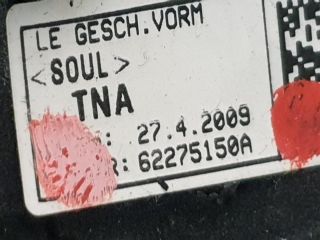 LE GESCH.VORM
<SOUL>
TNA
: 27.4.2009
R: 62275150A